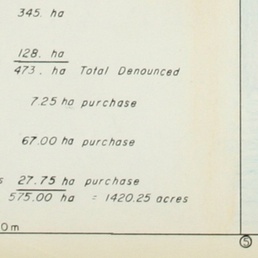 345. ha
128. ha
473. ha Total Denounced
7.25 ha purchase
67.00 ha purchase
27.75 ha purchase
575.00 ha = 1420.25 acres
0m
5